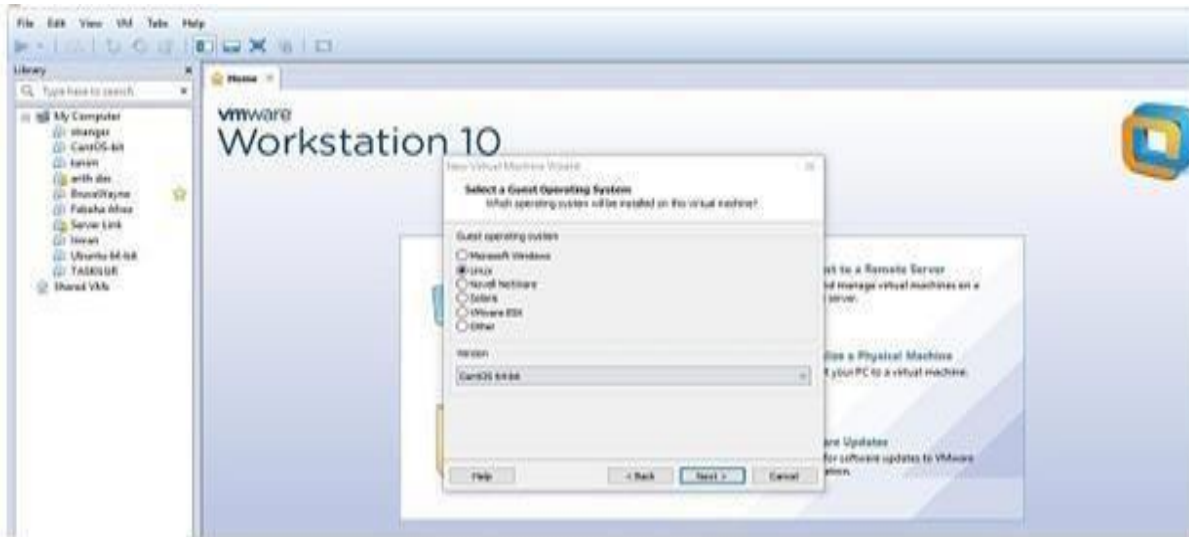 File Edit View VM Tabs Help
Library
Type here to search
Home
My Computer
stranger
CentOS 64-bit
BruceWayne
Server Link
Ubuntu 64-bit
Shared VMs
vmware
Workstation 10
New Virtual Machine Wizard
Select a Guest Operating System
Which operating system will be installed on this virtual machine?
Guest operating system
Microsoft Windows
Linux
Novell NetWare
Solaris
VMware ESX
Other
Version
CentOS 64-bit
Help < Back Next > Cancel
to a Remote Server
manage virtual machines on a
server.
a Physical Machine
your PC to a virtual machine.
Updates
for software updates to VMware